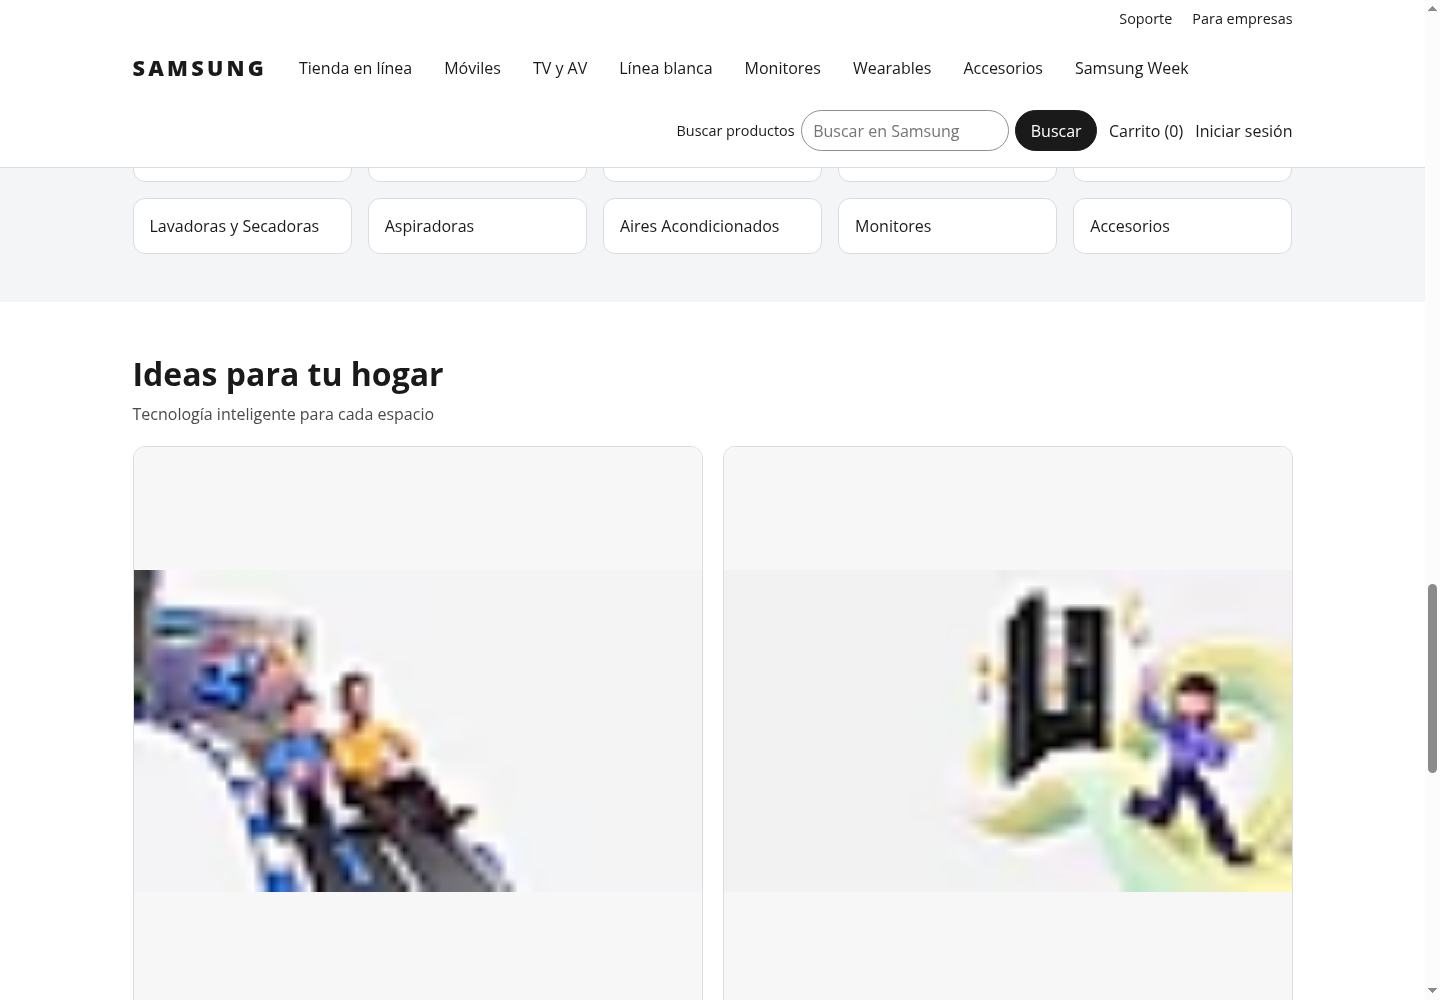 Soporte Para empresas
SAMSUNG Tienda en línea Móviles TV y AV Línea blanca Monitores Wearables Accesorios Samsung Week
Buscar productos Buscar en Samsung Buscar Carrito (0) Iniciar sesión
Lavadoras y Secadoras Aspiradoras Aires Acondicionados Monitores Accesorios
Ideas para tu hogar
Tecnología inteligente para cada espacio